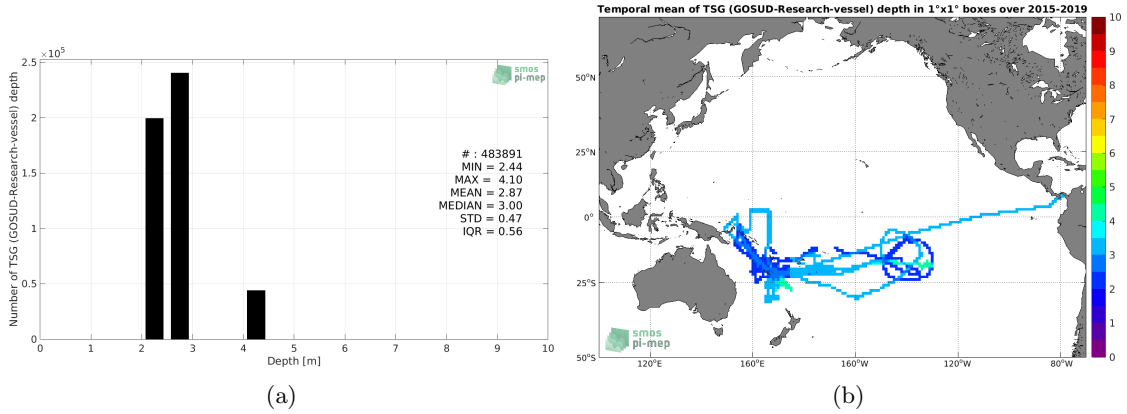 ×10⁵
2.5
2
1.5
1
0.5
0
Number of TSG (GOSUD-Research-vessel) depth
smos
pi-mep
# : 483891
MIN = 2.44
MAX = 4.10
MEAN = 2.87
MEDIAN = 3.00
STD = 0.47
IQR = 0.56
0 1 2 3 4 5 6 7 8 9 10
Depth [m]
(a)
Temporal mean of TSG (GOSUD-Research-vessel) depth in 1°x1° boxes over 2015-2019
50°N
25°N
0°
25°S
50°S
120°E 160°E 160°W 120°W 80°W
smos
pi-mep
10
9
8
7
6
5
4
3
2
1
0
(b)